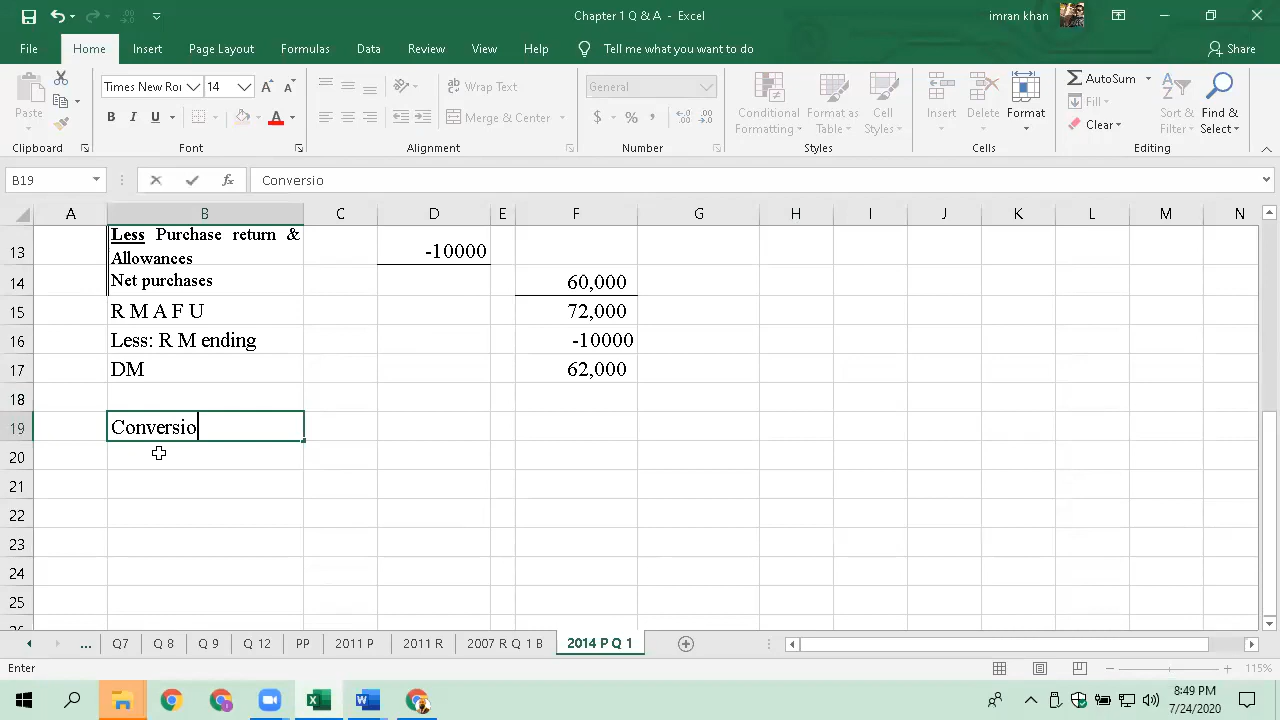 Chapter 1 Q & A - Excel
imran khan
File Home Insert Page Layout Formulas Data Review View Help Tell me what you want to do Share
Paste
Clipboard
Times New Roi 14
B I U
A
Font
Wrap Text
Merge & Center
Alignment
General
$ % ,
Number
Conditional Formatting
Format as Table
Cell Styles
Styles
Insert Delete Format
Cells
AutoSum
Fill
Clear
Sort & Filter
Find & Select
Editing
B19
fx
Conversio
A B C D E F G H I J K L M N
13 Less Purchase return & Allowances -10000
14 Net purchases 60,000
15 R M A F U 72,000
16 Less: R M ending -10000
17 DM 62,000
18
19 Conversio
20
21
22
23
24
25
... Q7 Q 8 Q 9 Q 12 PP 2011 P 2011 R 2007 R Q 1 B 2014 P Q 1
Enter
115%
8:49 PM
7/24/2020